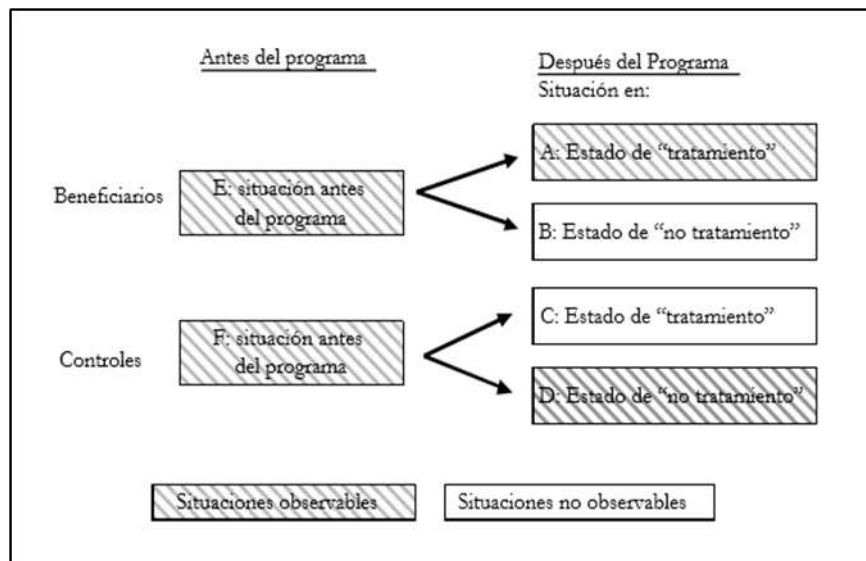 Antes del programa
Después del Programa
Situación en:
Beneficiarios
E: situación antes
del programa
A: Estado de “tratamiento”
B: Estado de “no tratamiento”
Controles
F: situación antes
del programa
C: Estado de “tratamiento”
D: Estado de “no tratamiento”
Situaciones observables
Situaciones no observables